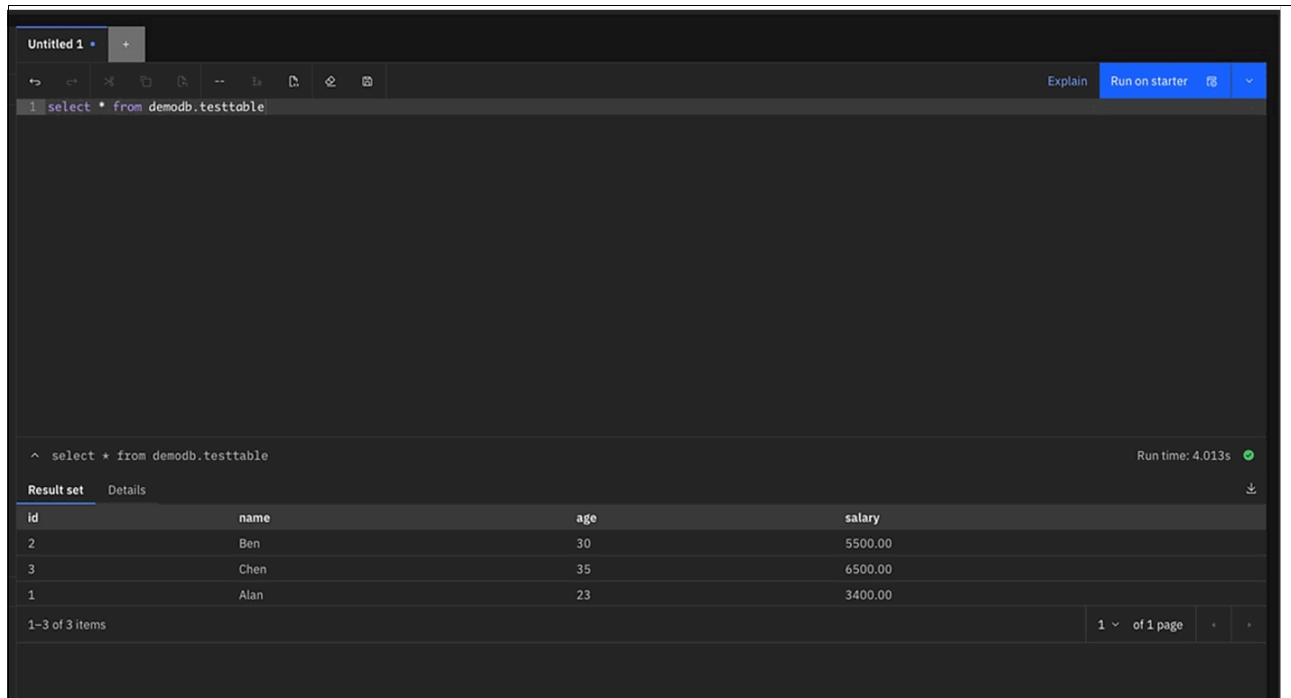 Untitled 1
+
-- Explain Run on starter
1 select * from demodb.testtable
select * from demodb.testtable Run time: 4.013s
Result set Details
id name age salary
2 Ben 30 5500.00
3 Chen 35 6500.00
1 Alan 23 3400.00
1–3 of 3 items 1 of 1 page